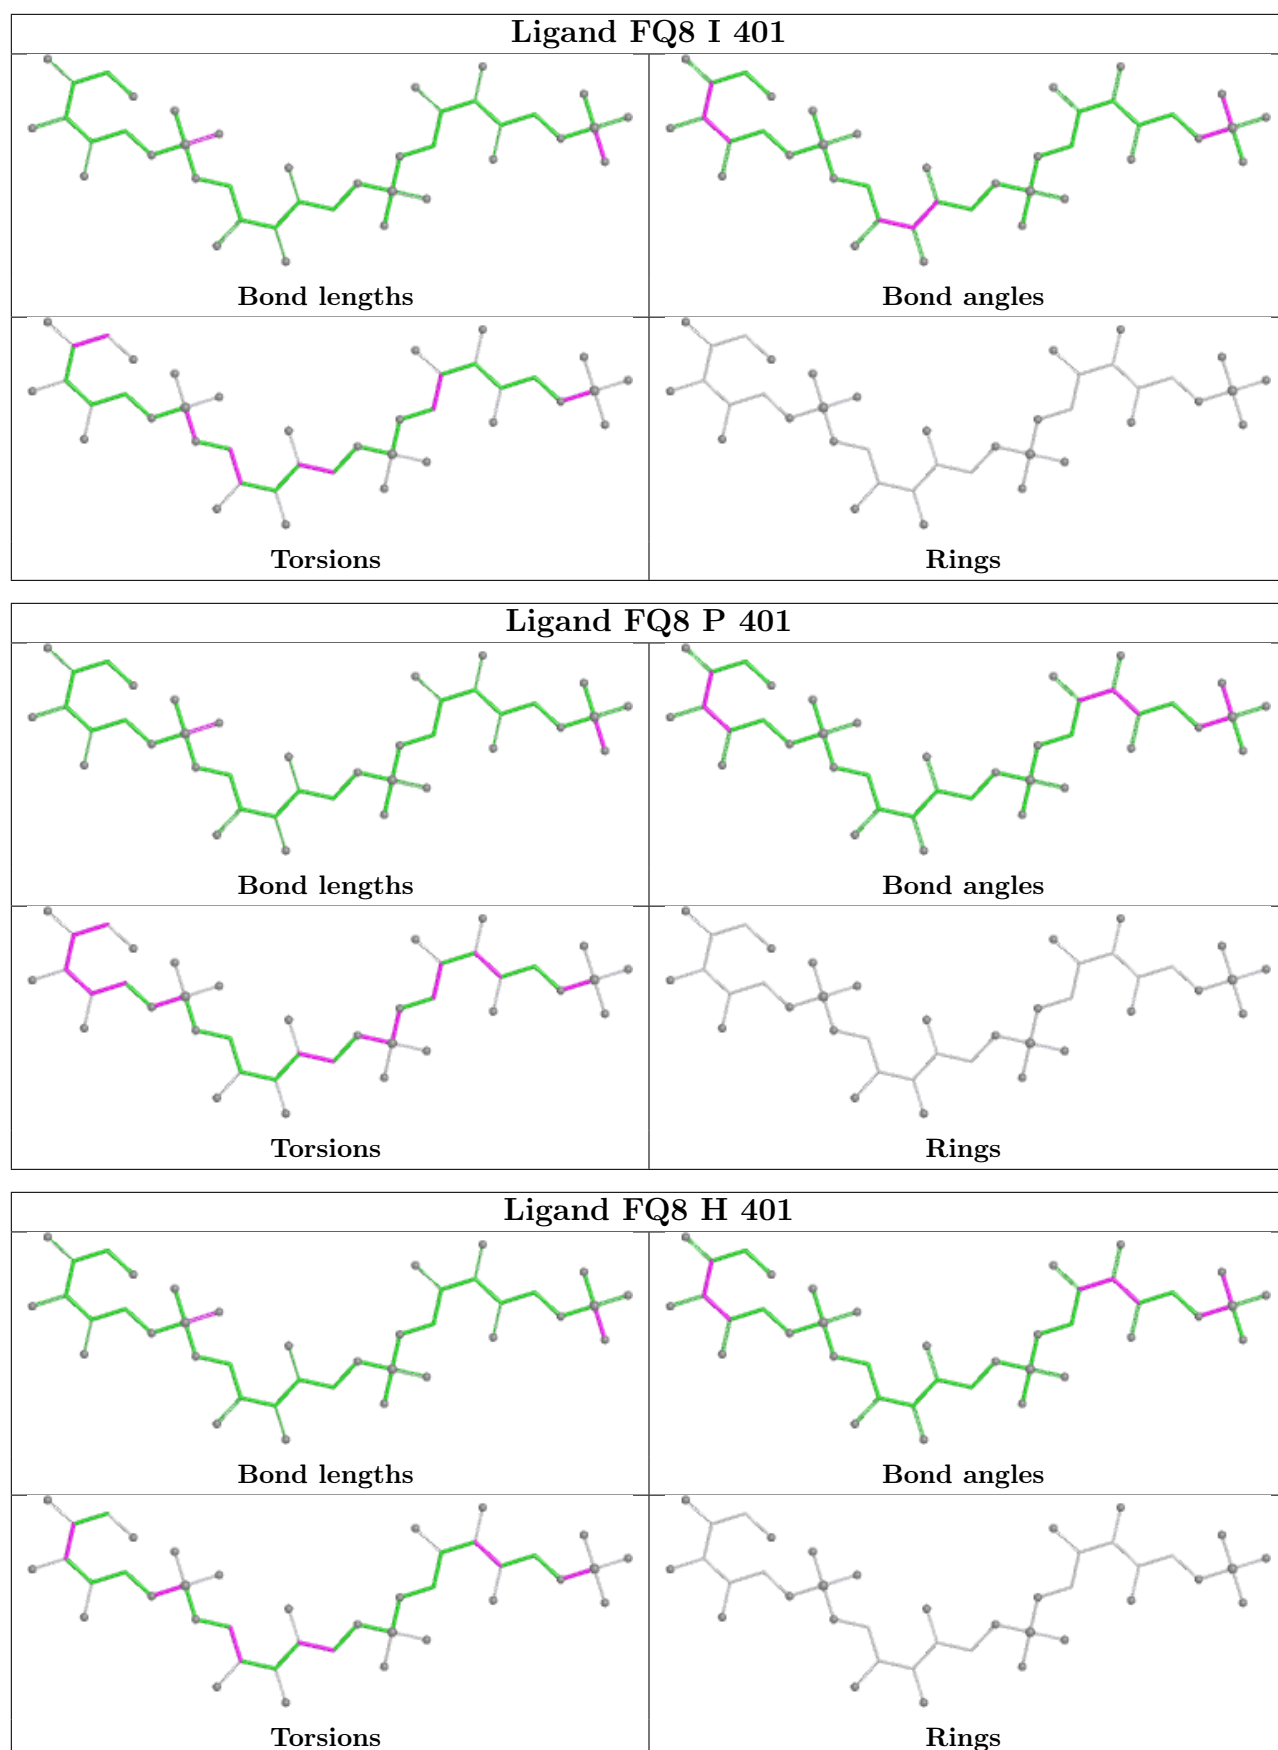 Ligand FQ8 I 401
Bond lengths
Bond angles
Torsions
Rings
Ligand FQ8 P 401
Bond lengths
Bond angles
Torsions
Rings
Ligand FQ8 H 401
Bond lengths
Bond angles
Torsions
Rings